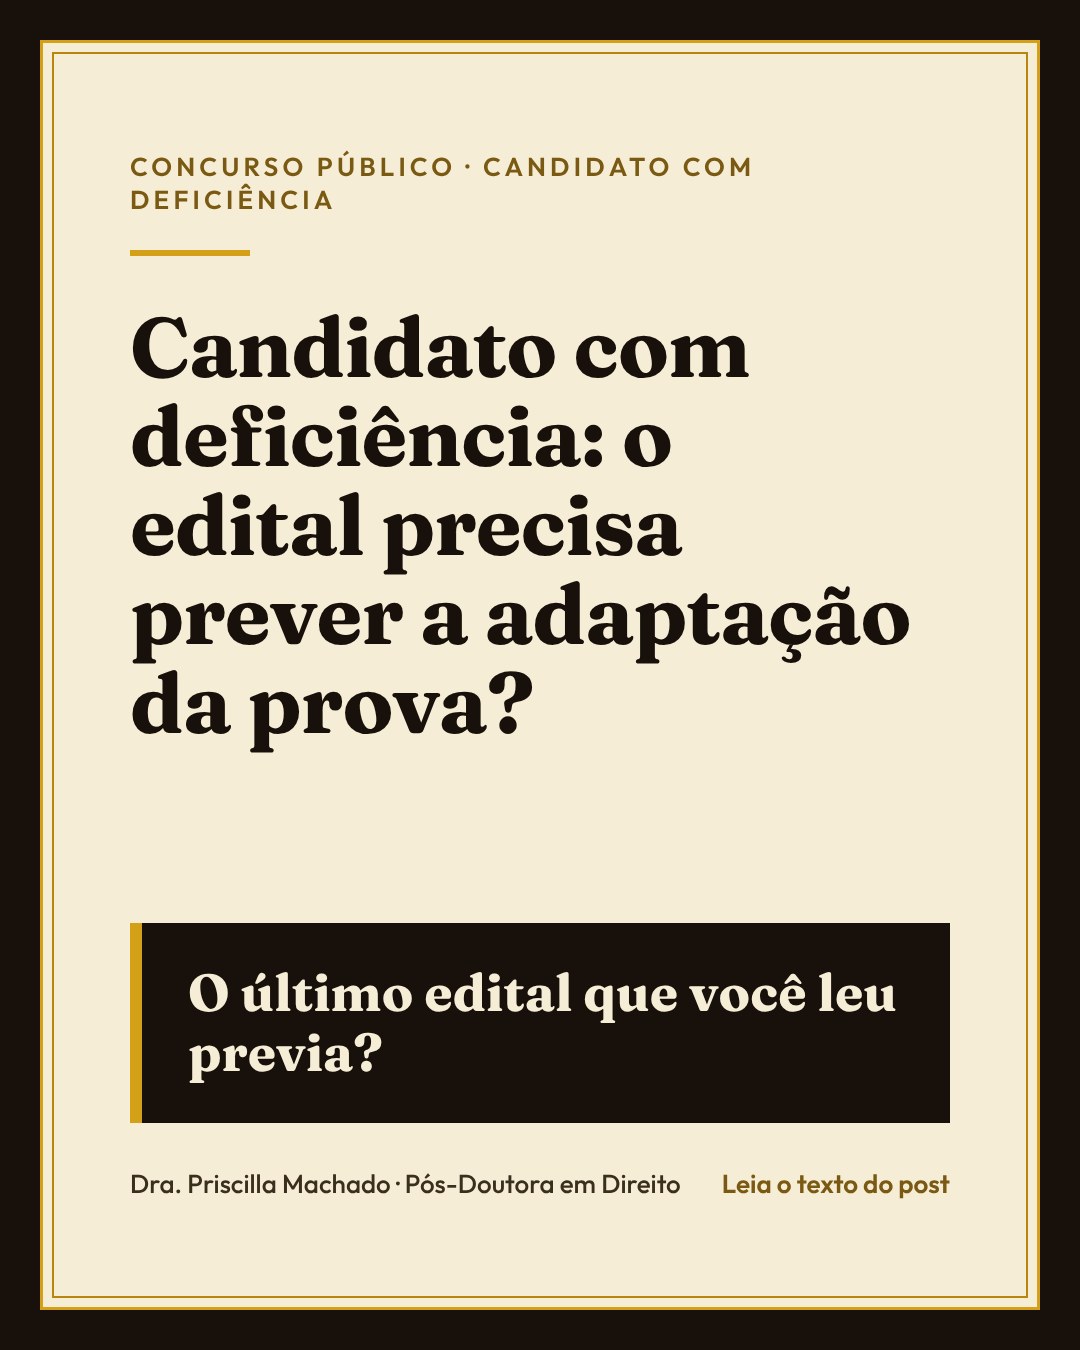 CONCURSO PÚBLICO · CANDIDATO COM
DEFICIÊNCIA
Candidato com
deficiência: o
edital precisa
prever a adaptação
da prova?
O último edital que você leu
previa?
Dra. Priscilla Machado · Pós-Doutora em Direito
Leia o texto do post